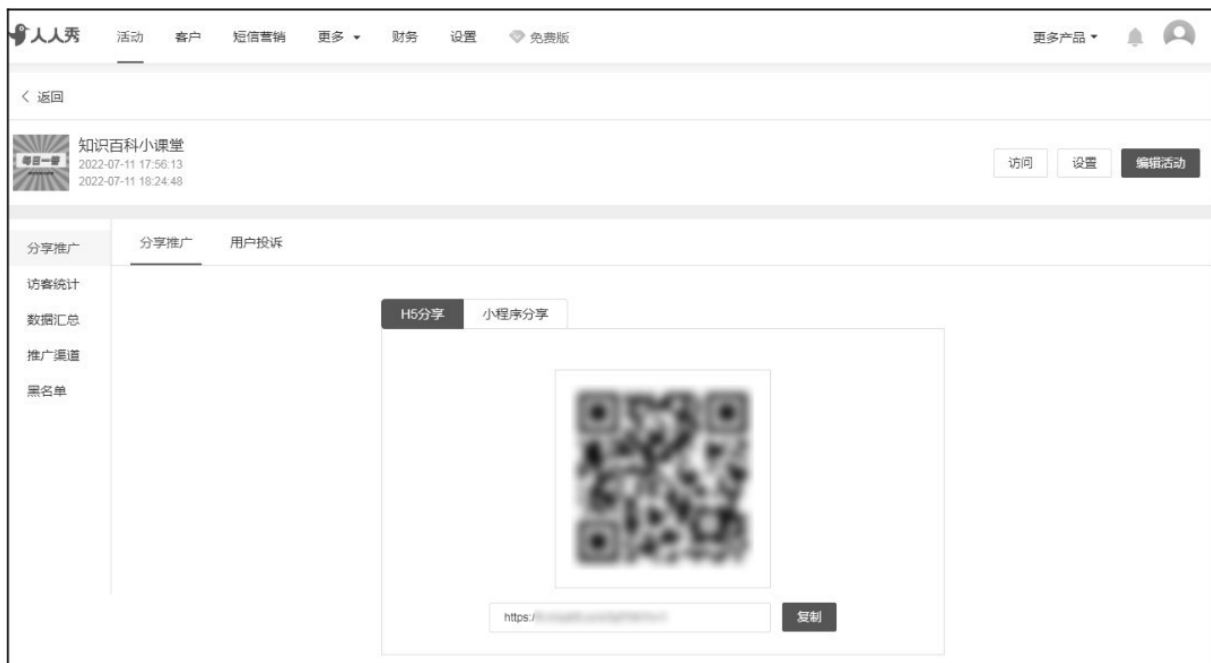 人人秀 活动 客户 短信营销 更多 财务 设置 免费版 更多产品
返回
知识百科小课堂
每日一答
2022-07-11 17:56:13
2022-07-11 18:24:48
访问 设置 编辑活动
分享推广 分享推广 用户投诉
访客统计
数据汇总
推广渠道
黑名单
H5分享 小程序分享
https:/
复制